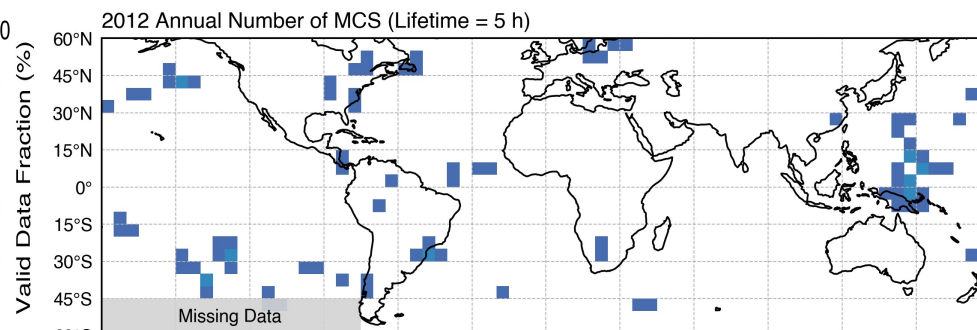 0
2012 Annual Number of MCS (Lifetime = 5 h)
Valid Data Fraction (%)
60°N
45°N
30°N
15°N
0°
15°S
30°S
45°S
Missing Data